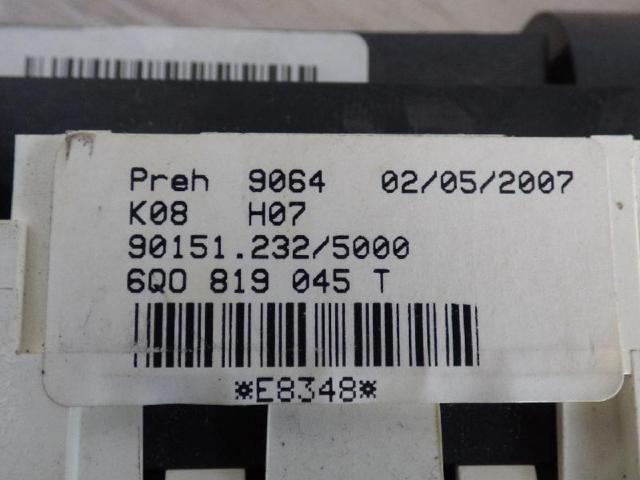 Preh 9064 02/05/2007
K08 H07
90151.232/5000
6Q0 819 045 T
*E8348*